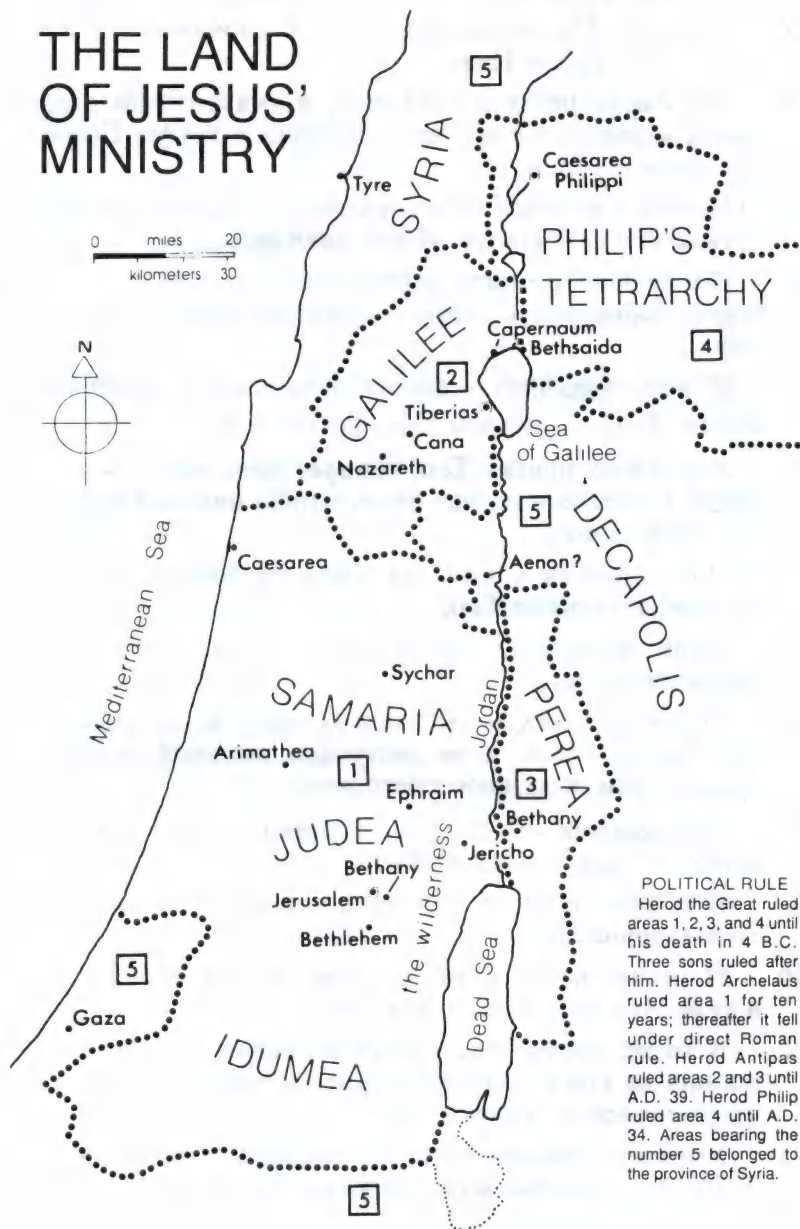 THE LAND
OF JESUS'
MINISTRY
0 miles 20
kilometers 30
N
5
SYRIA
Tyre
Caesarea
Philippi
PHILIP'S
TETRARCHY
4
GALILEE
2
Capernaum
Bethsaida
Tiberias
Cana
Nazareth
Sea
of Galilee
5
DECAPOLIS
Mediterranean Sea
Caesarea
Aenon?
Sychar
SAMARIA
Jordan
PEREA
Arimathea
1
3
Ephraim
Bethany
JUDEA
Jericho
Bethany
Jerusalem
the wilderness
Bethlehem
5
Dead Sea
Gaza
IDUMEA
5
POLITICAL RULE
Herod the Great ruled
areas 1, 2, 3, and 4 until
his death in 4 B.C.
Three sons ruled after
him. Herod Archelaus
ruled area 1 for ten
years; thereafter it fell
under direct Roman
rule. Herod Antipas
ruled areas 2 and 3 until
A.D. 39. Herod Philip
ruled area 4 until A.D.
34. Areas bearing the
number 5 belonged to
the province of Syria.